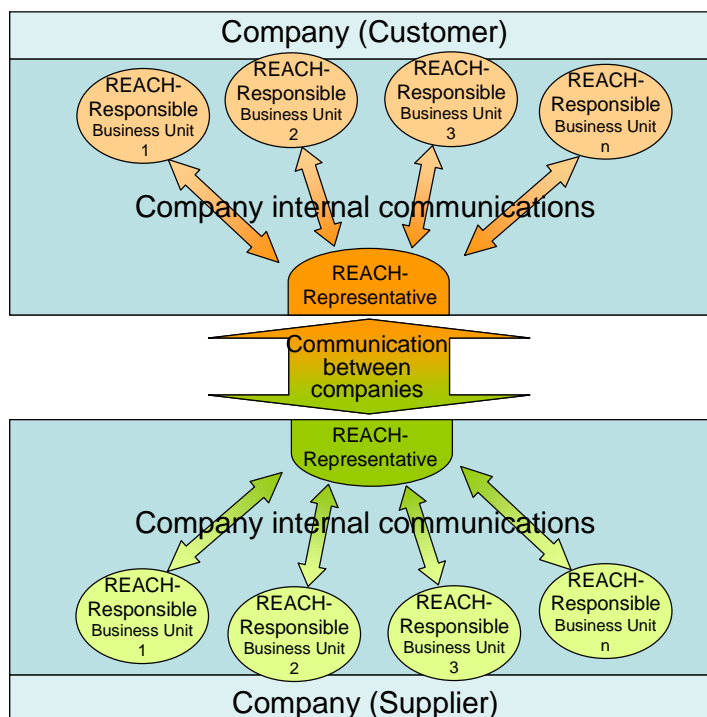 Company (Customer)
REACH-
Responsible
Business Unit
1
REACH-
Responsible
Business Unit
2
REACH-
Responsible
Business Unit
3
REACH-
Responsible
Business Unit
n
Company internal communications
REACH-
Representative
Communication
between
companies
REACH-
Representative
Company internal communications
REACH-
Responsible
Business Unit
1
REACH-
Responsible
Business Unit
2
REACH-
Responsible
Business Unit
3
REACH-
Responsible
Business Unit
n
Company (Supplier)